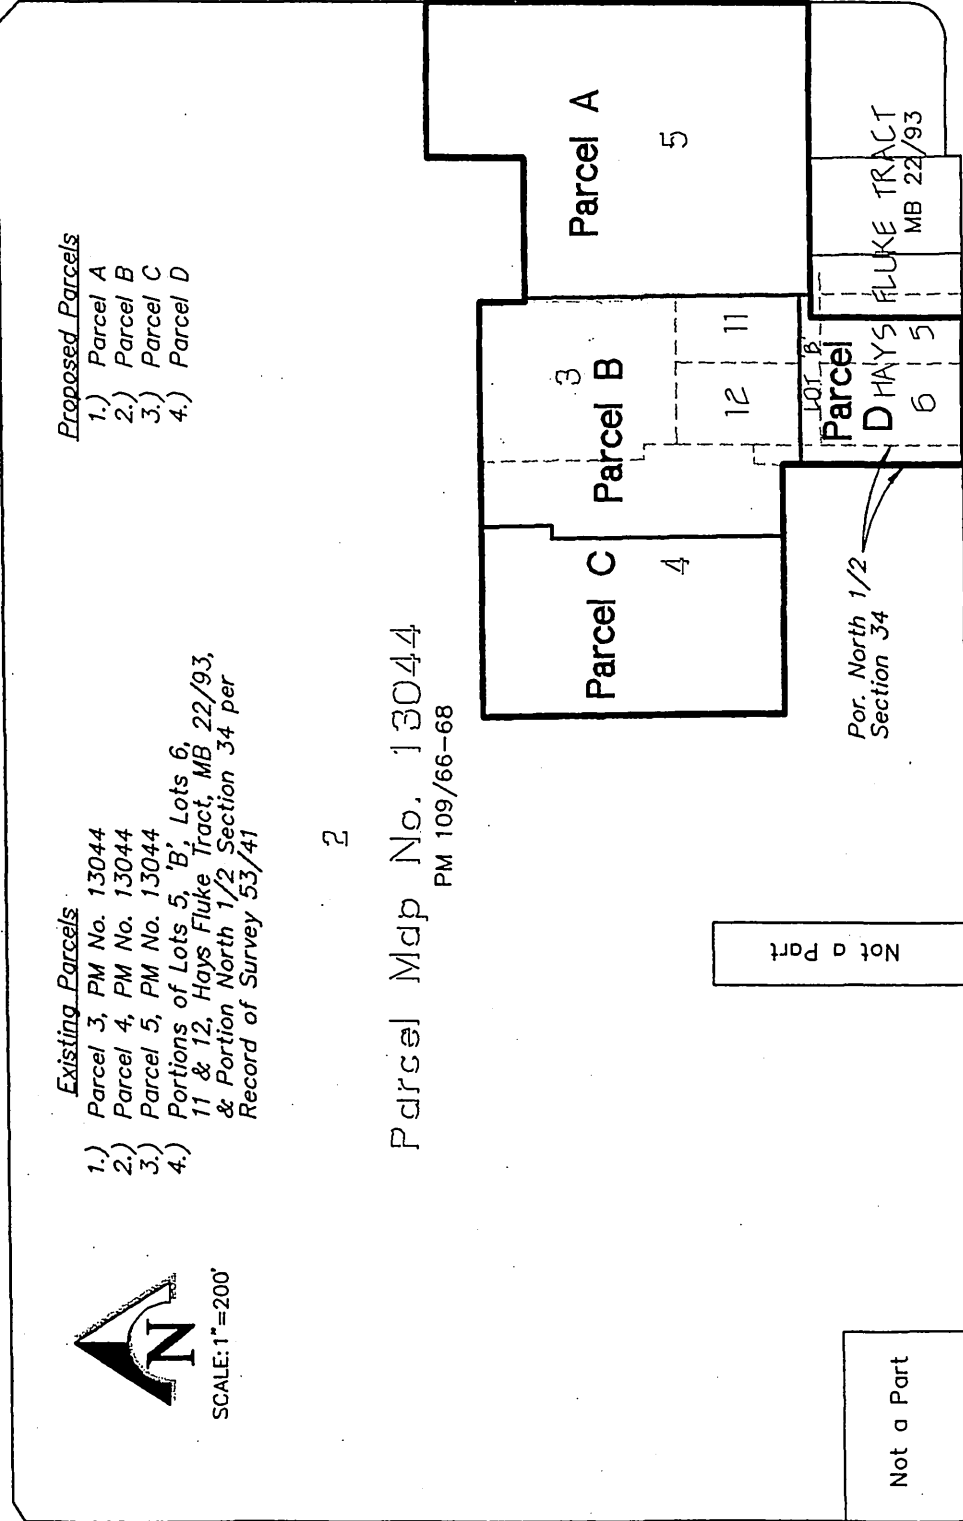 Existing Parcels
1.) Parcel 3, PM No. 13044
2.) Parcel 4, PM No. 13044
3.) Parcel 5, PM No. 13044
4.) Portions of Lots 5, 'B', Lots 6,
11 & 12, Hays Fluke Tract, MB 22/93,
& Portion North 1/2 Section 34 per
Record of Survey 53/41
Proposed Parcels
1.) Parcel A
2.) Parcel B
3.) Parcel C
4.) Parcel D
N
SCALE: 1"=200'
2
Parcel Map No. 13044
PM 109/66-68
Parcel A
5
3
Parcel B
11
12
Parcel C
4
LOT 'B'
Parcel
D
HAYS FLUKE TRACT
MB 22/93
6
5
Por. North 1/2
Section 34
Not a Part
Not a Part